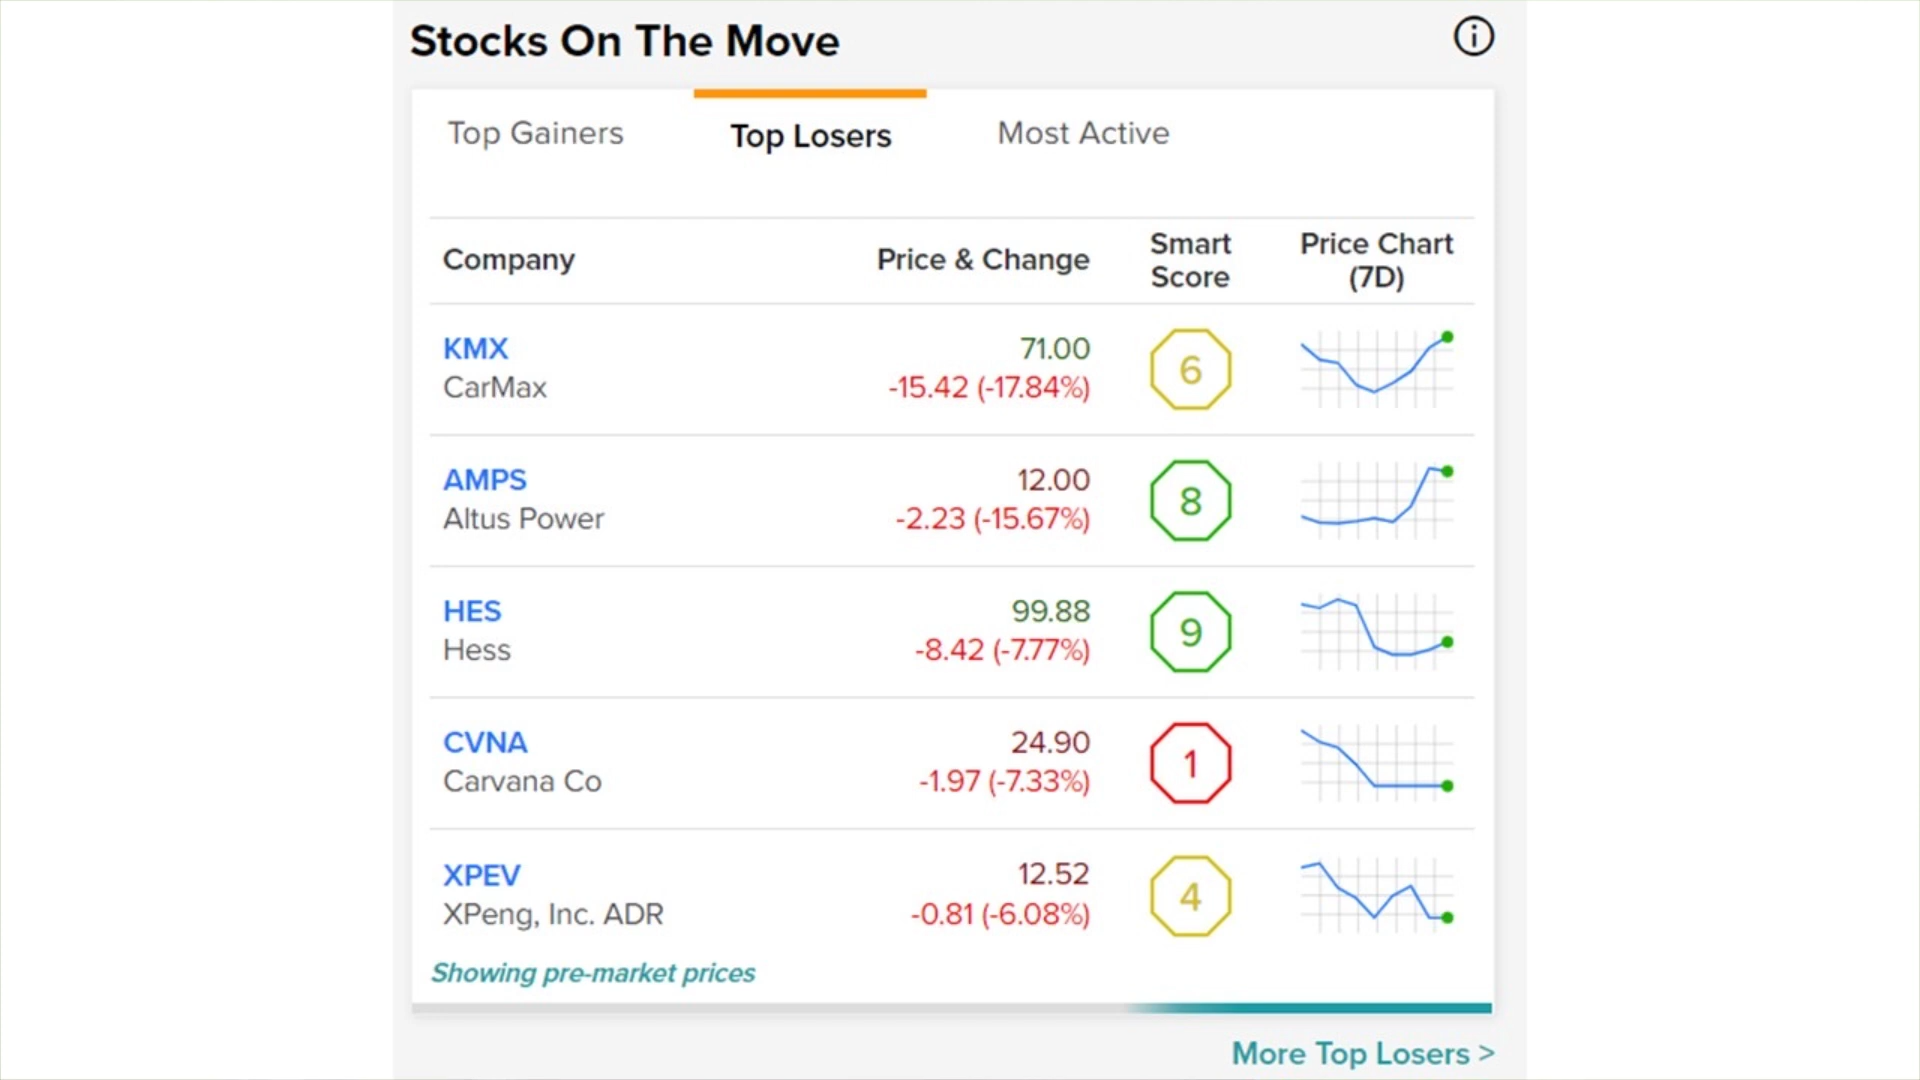 Stocks On The Move
Top Gainers
Top Losers
Most Active
Company
Price & Change
Smart
Score
Price Chart
(7D)
KMX
CarMax
71.00
-15.42 (-17.84%)
6
AMPS
Altus Power
12.00
-2.23 (-15.67%)
8
HES
Hess
99.88
-8.42 (-7.77%)
9
CVNA
Carvana Co
24.90
-1.97 (-7.33%)
1
XPEV
XPeng, Inc. ADR
12.52
-0.81 (-6.08%)
4
Showing pre-market prices
More Top Losers >